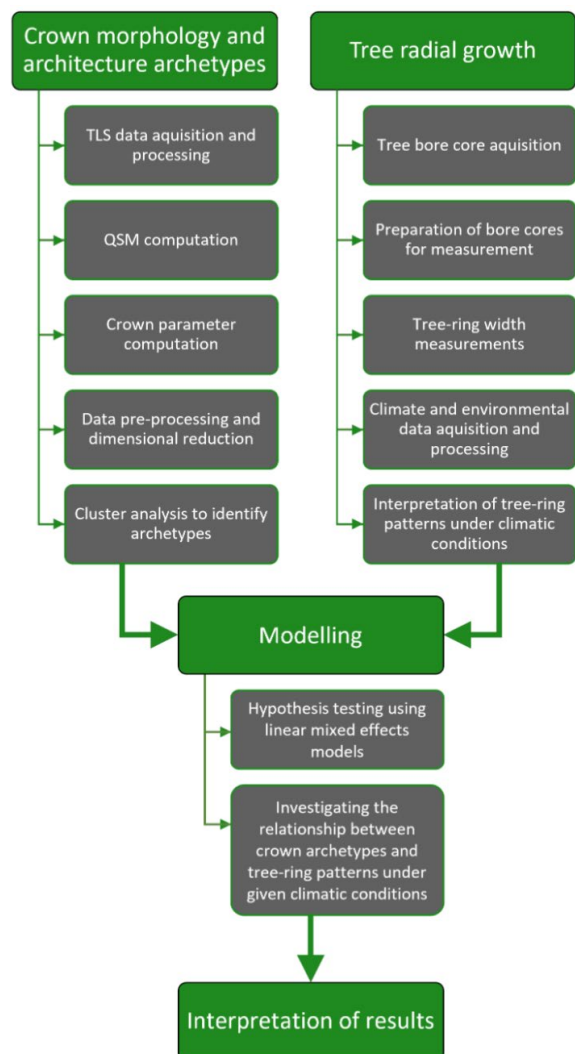 Crown morphology and
architecture archetypes
TLS data aquisition and
processing
QSM computation
Crown parameter
computation
Data pre-processing and
dimensional reduction
Cluster analysis to identify
archetypes
Tree radial growth
Tree bore core aquisition
Preparation of bore cores
for measurement
Tree-ring width
measurements
Climate and environmental
data aquisition and
processing
Interpretation of tree-ring
patterns under climatic
conditions
Modelling
Hypothesis testing using
linear mixed effects
models
Investigating the
relationship between
crown archetypes and
tree-ring patterns under
given climatic conditions
Interpretation of results